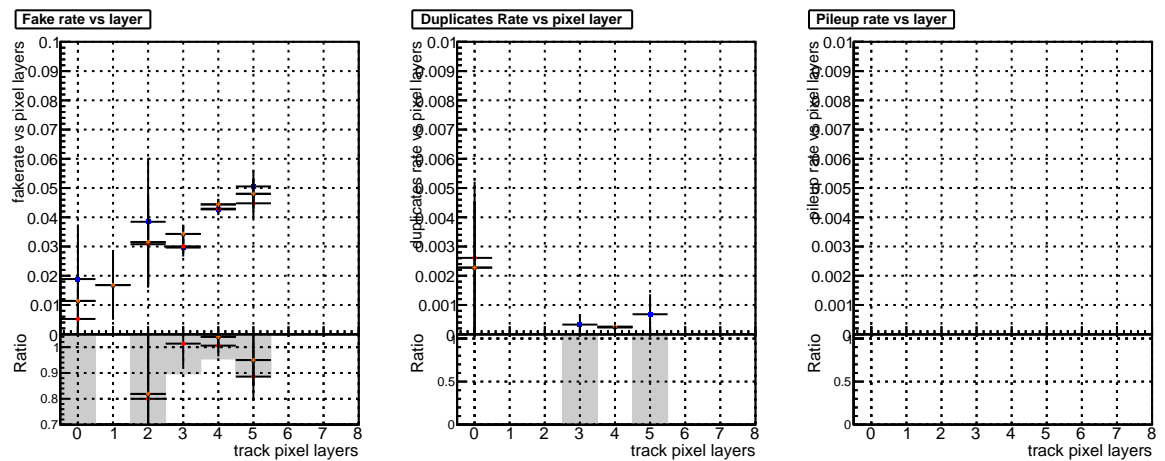 Fake rate vs layer
fakerate vs pixel layers
0.1
0.09
0.08
0.07
0.06
0.05
0.04
0.03
0.02
0.01
0
Ratio
1
0.9
0.8
0.7
0 1 2 3 4 5 6 7 8
track pixel layers
Duplicates Rate vs pixel layer
duplicates rate vs pixel layers
0.01
0.009
0.008
0.007
0.006
0.005
0.004
0.003
0.002
0.001
0
Ratio
1
0.5
0
0 1 2 3 4 5 6 7 8
track pixel layers
Pileup rate vs layer
pileup rate vs pixel layers
0.01
0.009
0.008
0.007
0.006
0.005
0.004
0.003
0.002
0.001
0
Ratio
1
0.5
0
0 1 2 3 4 5 6 7 8
track pixel layers